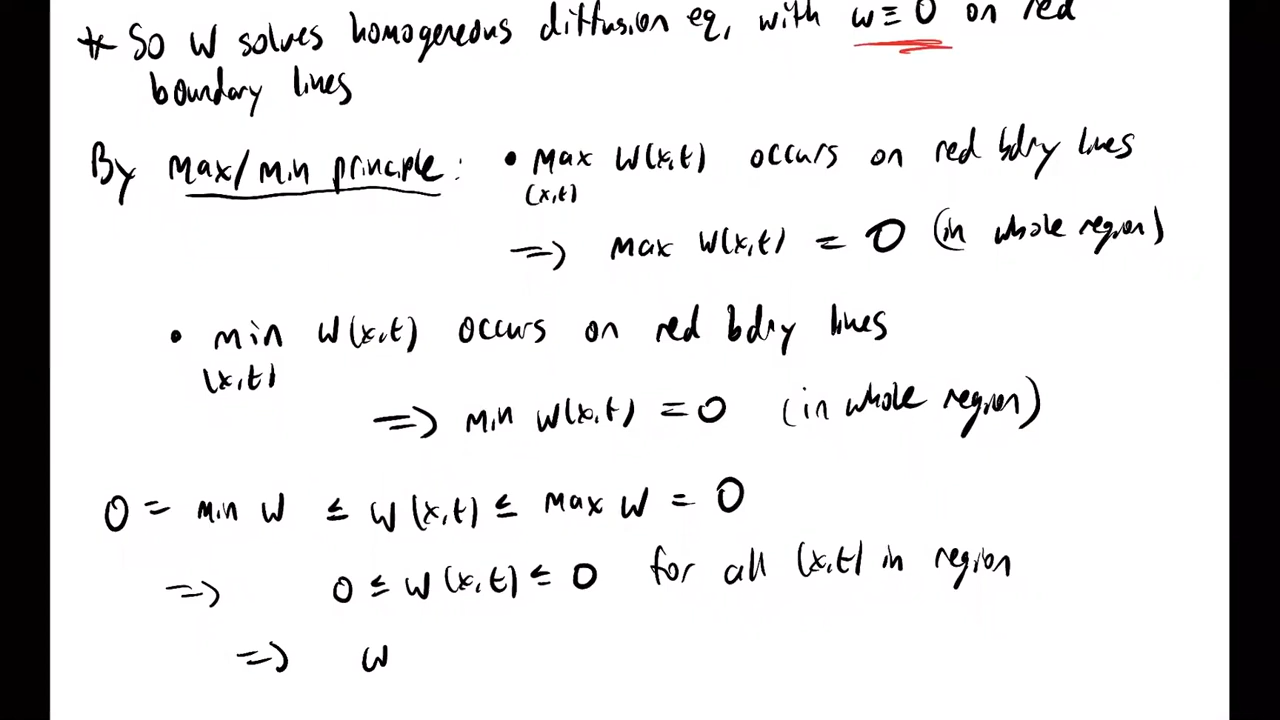 * So w solves homogeneous diffusion eq, with w ≡ 0 on red
boundary lines
By max/min principle: • max w(x,t) occurs on red bdry lines
(x,t)
=> max w(x,t) = 0 (in whole region)
• min w(x,t) occurs on red bdry lines
(x,t)
=> min w(x,t) = 0 (in whole region)
0 = min w ≤ w(x,t) ≤ max w = 0
=> 0 ≤ w(x,t) ≤ 0 for all (x,t) in region
=> w